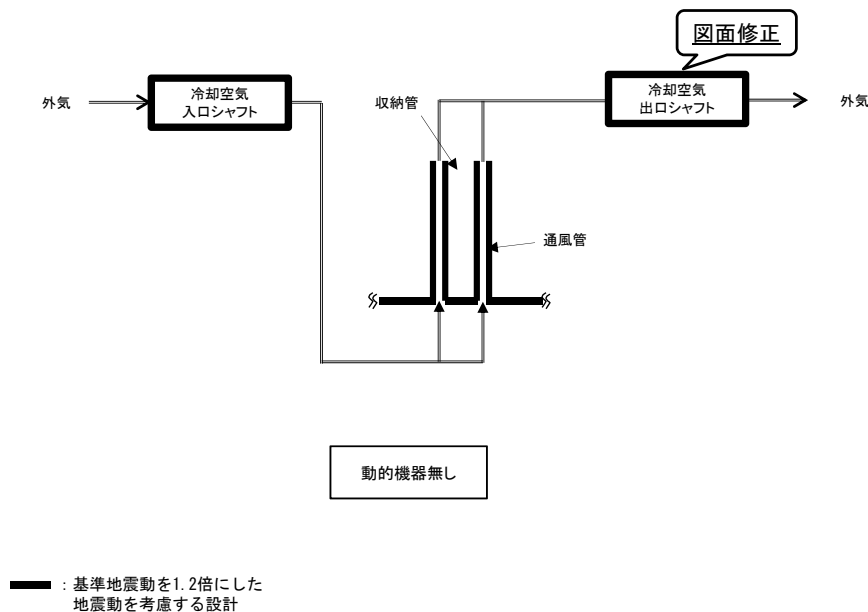 図面修正
外気
冷却空気
入口シャフト
収納管
冷却空気
出口シャフト
外気
通風管
動的機器無し
：基準地震動を1.2倍にした
地震動を考慮する設計